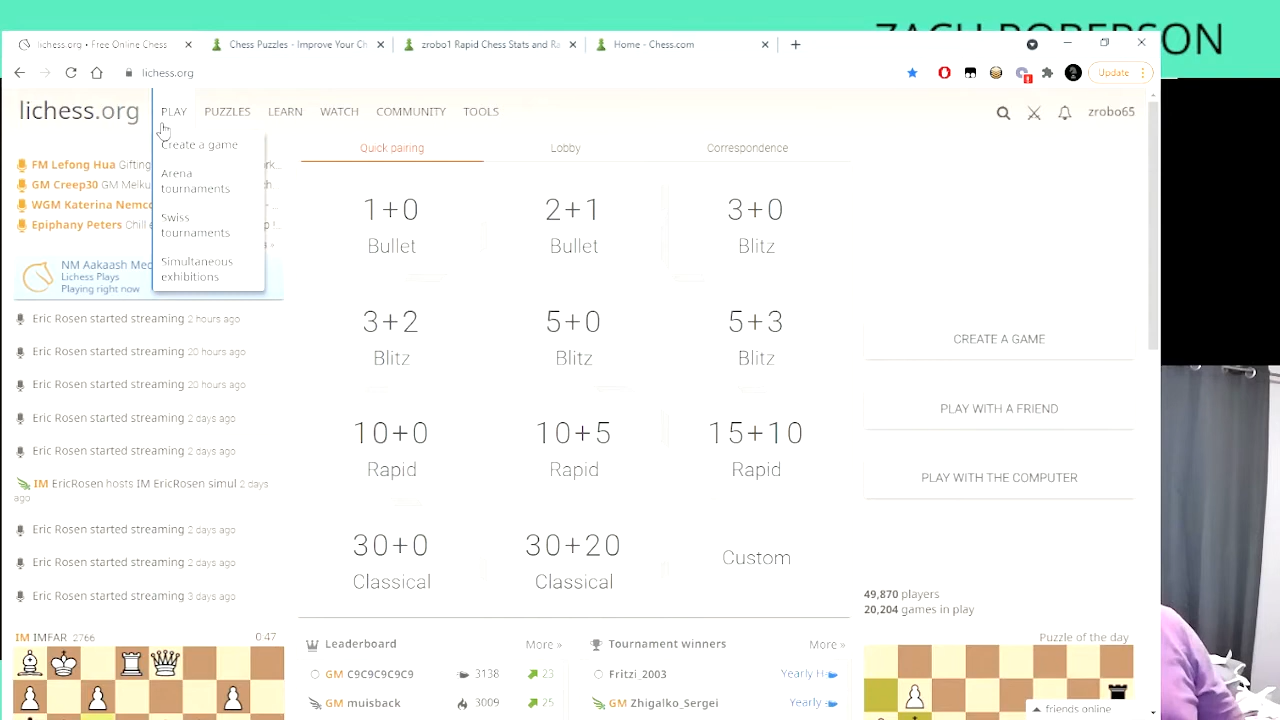 ZACH ROBERSON
lichess.org • Free Online Chess
Chess Puzzles - Improve Your Ch
zrobo1 Rapid Chess Stats and Ra
Home - Chess.com
lichess.org
Update
lichess.org
PLAY
PUZZLES
LEARN
WATCH
COMMUNITY
TOOLS
zrobo65
Create a game
Arena
tournaments
Swiss
tournaments
Simultaneous
exhibitions
FM Lefong Hua Gifting
GM Creep30 GM Melku
WGM Katerina Nemco
Epiphany Peters Chill
NM Aakaash Med
Lichess Plays
Playing right now
Eric Rosen started streaming 2 hours ago
Eric Rosen started streaming 20 hours ago
Eric Rosen started streaming 20 hours ago
Eric Rosen started streaming 2 days ago
Eric Rosen started streaming 2 days ago
IM EricRosen hosts IM EricRosen simul 2 days
ago
Eric Rosen started streaming 2 days ago
Eric Rosen started streaming 2 days ago
Eric Rosen started streaming 3 days ago
IM IMFAR 2766
0:47
Quick pairing
Lobby
Correspondence
1+0
Bullet
2+1
Bullet
3+0
Blitz
3+2
Blitz
5+0
Blitz
5+3
Blitz
10+0
Rapid
10+5
Rapid
15+10
Rapid
30+0
Classical
30+20
Classical
Custom
Leaderboard
More »
GM C9C9C9C9C9 3138 23
GM muisback 3009 25
Tournament winners
More »
Fritzi_2003 Yearly H
GM Zhigalko_Sergei Yearly
CREATE A GAME
PLAY WITH A FRIEND
PLAY WITH THE COMPUTER
49,870 players
20,204 games in play
Puzzle of the day
friends online